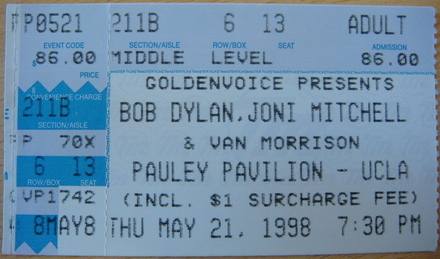 PP0521 211B 6 13 ADULT
EVENT CODE SECTION/AISLE ROW/BOX SEAT ADMISSION
86.00 MIDDLE LEVEL 86.00
PRICE
GOLDENVOICE PRESENTS
CONVENIENCE CHARGE
211B BOB DYLAN.JONI MITCHELL
SECTION/AISLE
P 70X & VAN MORRISON
6 13 PAULEY PAVILION - UCLA
ROW/BOX SEAT
VP1742 (INCL. $1 SURCHARGE FEE)
8MAY8 THU MAY 21, 1998 7:30 PM